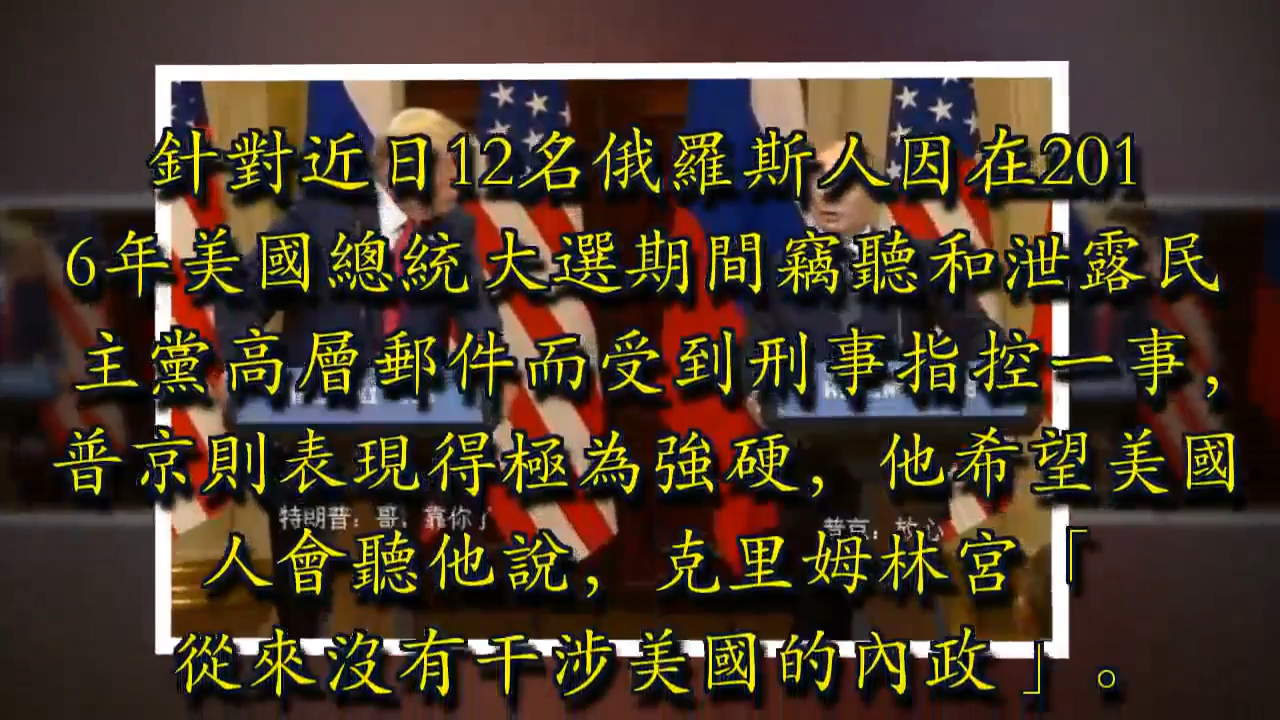 針對近日12名俄羅斯人因在201
6年美國總統大選期間竊聽和泄露民
主黨高層郵件而受到刑事指控一事，
普京則表現得極為強硬，他希望美國
特朗普：哥，靠你了
普京：放心
人會聽他說，克里姆林宮「
從來沒有干涉美國的內政」。